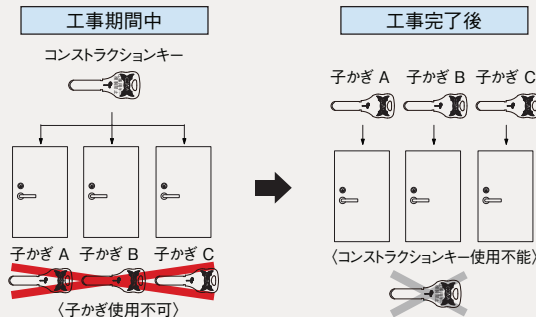 工事期間中
コンストラクションキー
子かぎ A 子かぎ B 子かぎ C
〈子かぎ使用不可〉
工事完了後
子かぎ A 子かぎ B 子かぎ C
〈コンストラクションキー使用不能〉